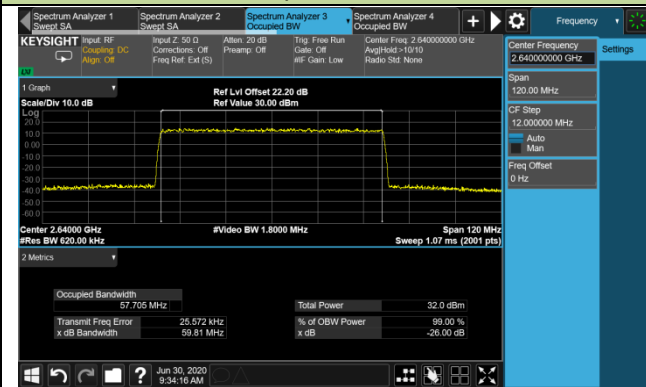 Spectrum Analyzer 1
Swept SA
Spectrum Analyzer 2
Swept SA
Spectrum Analyzer 3
Occupied BW
Spectrum Analyzer 4
Occupied BW
Frequency
KEYSIGHT
Input: RF
Coupling: DC
Align: Off
Input Z: 50 Ω
Corrections: Off
Freq Ref: Ext (S)
Atten: 20 dB
Preamp: Off
Trig: Free Run
Gate: Off
#IF Gain: Low
Center Freq: 2.640000000 GHz
Avg|Hold:>10/10
Radio Std: None
Center Frequency
2.640000000 GHz
Settings
Span
120.00 MHz
CF Step
12.000000 MHz
Auto
Man
Freq Offset
0 Hz
1 Graph
Scale/Div 10.0 dB
Ref Lvl Offset 22.20 dB
Ref Value 30.00 dBm
Log
20.0
10.0
0.00
-10.0
-20.0
-30.0
-40.0
-50.0
-60.0
Center 2.64000 GHz
#Res BW 620.00 kHz
#Video BW 1.8000 MHz
Span 120 MHz
Sweep 1.07 ms (2001 pts)
2 Metrics
Occupied Bandwidth
57.705 MHz
Total Power 32.0 dBm
Transmit Freq Error 25.572 kHz
% of OBW Power 99.00 %
x dB Bandwidth 59.81 MHz
x dB -26.00 dB
Jun 30, 2020
9:34:16 AM